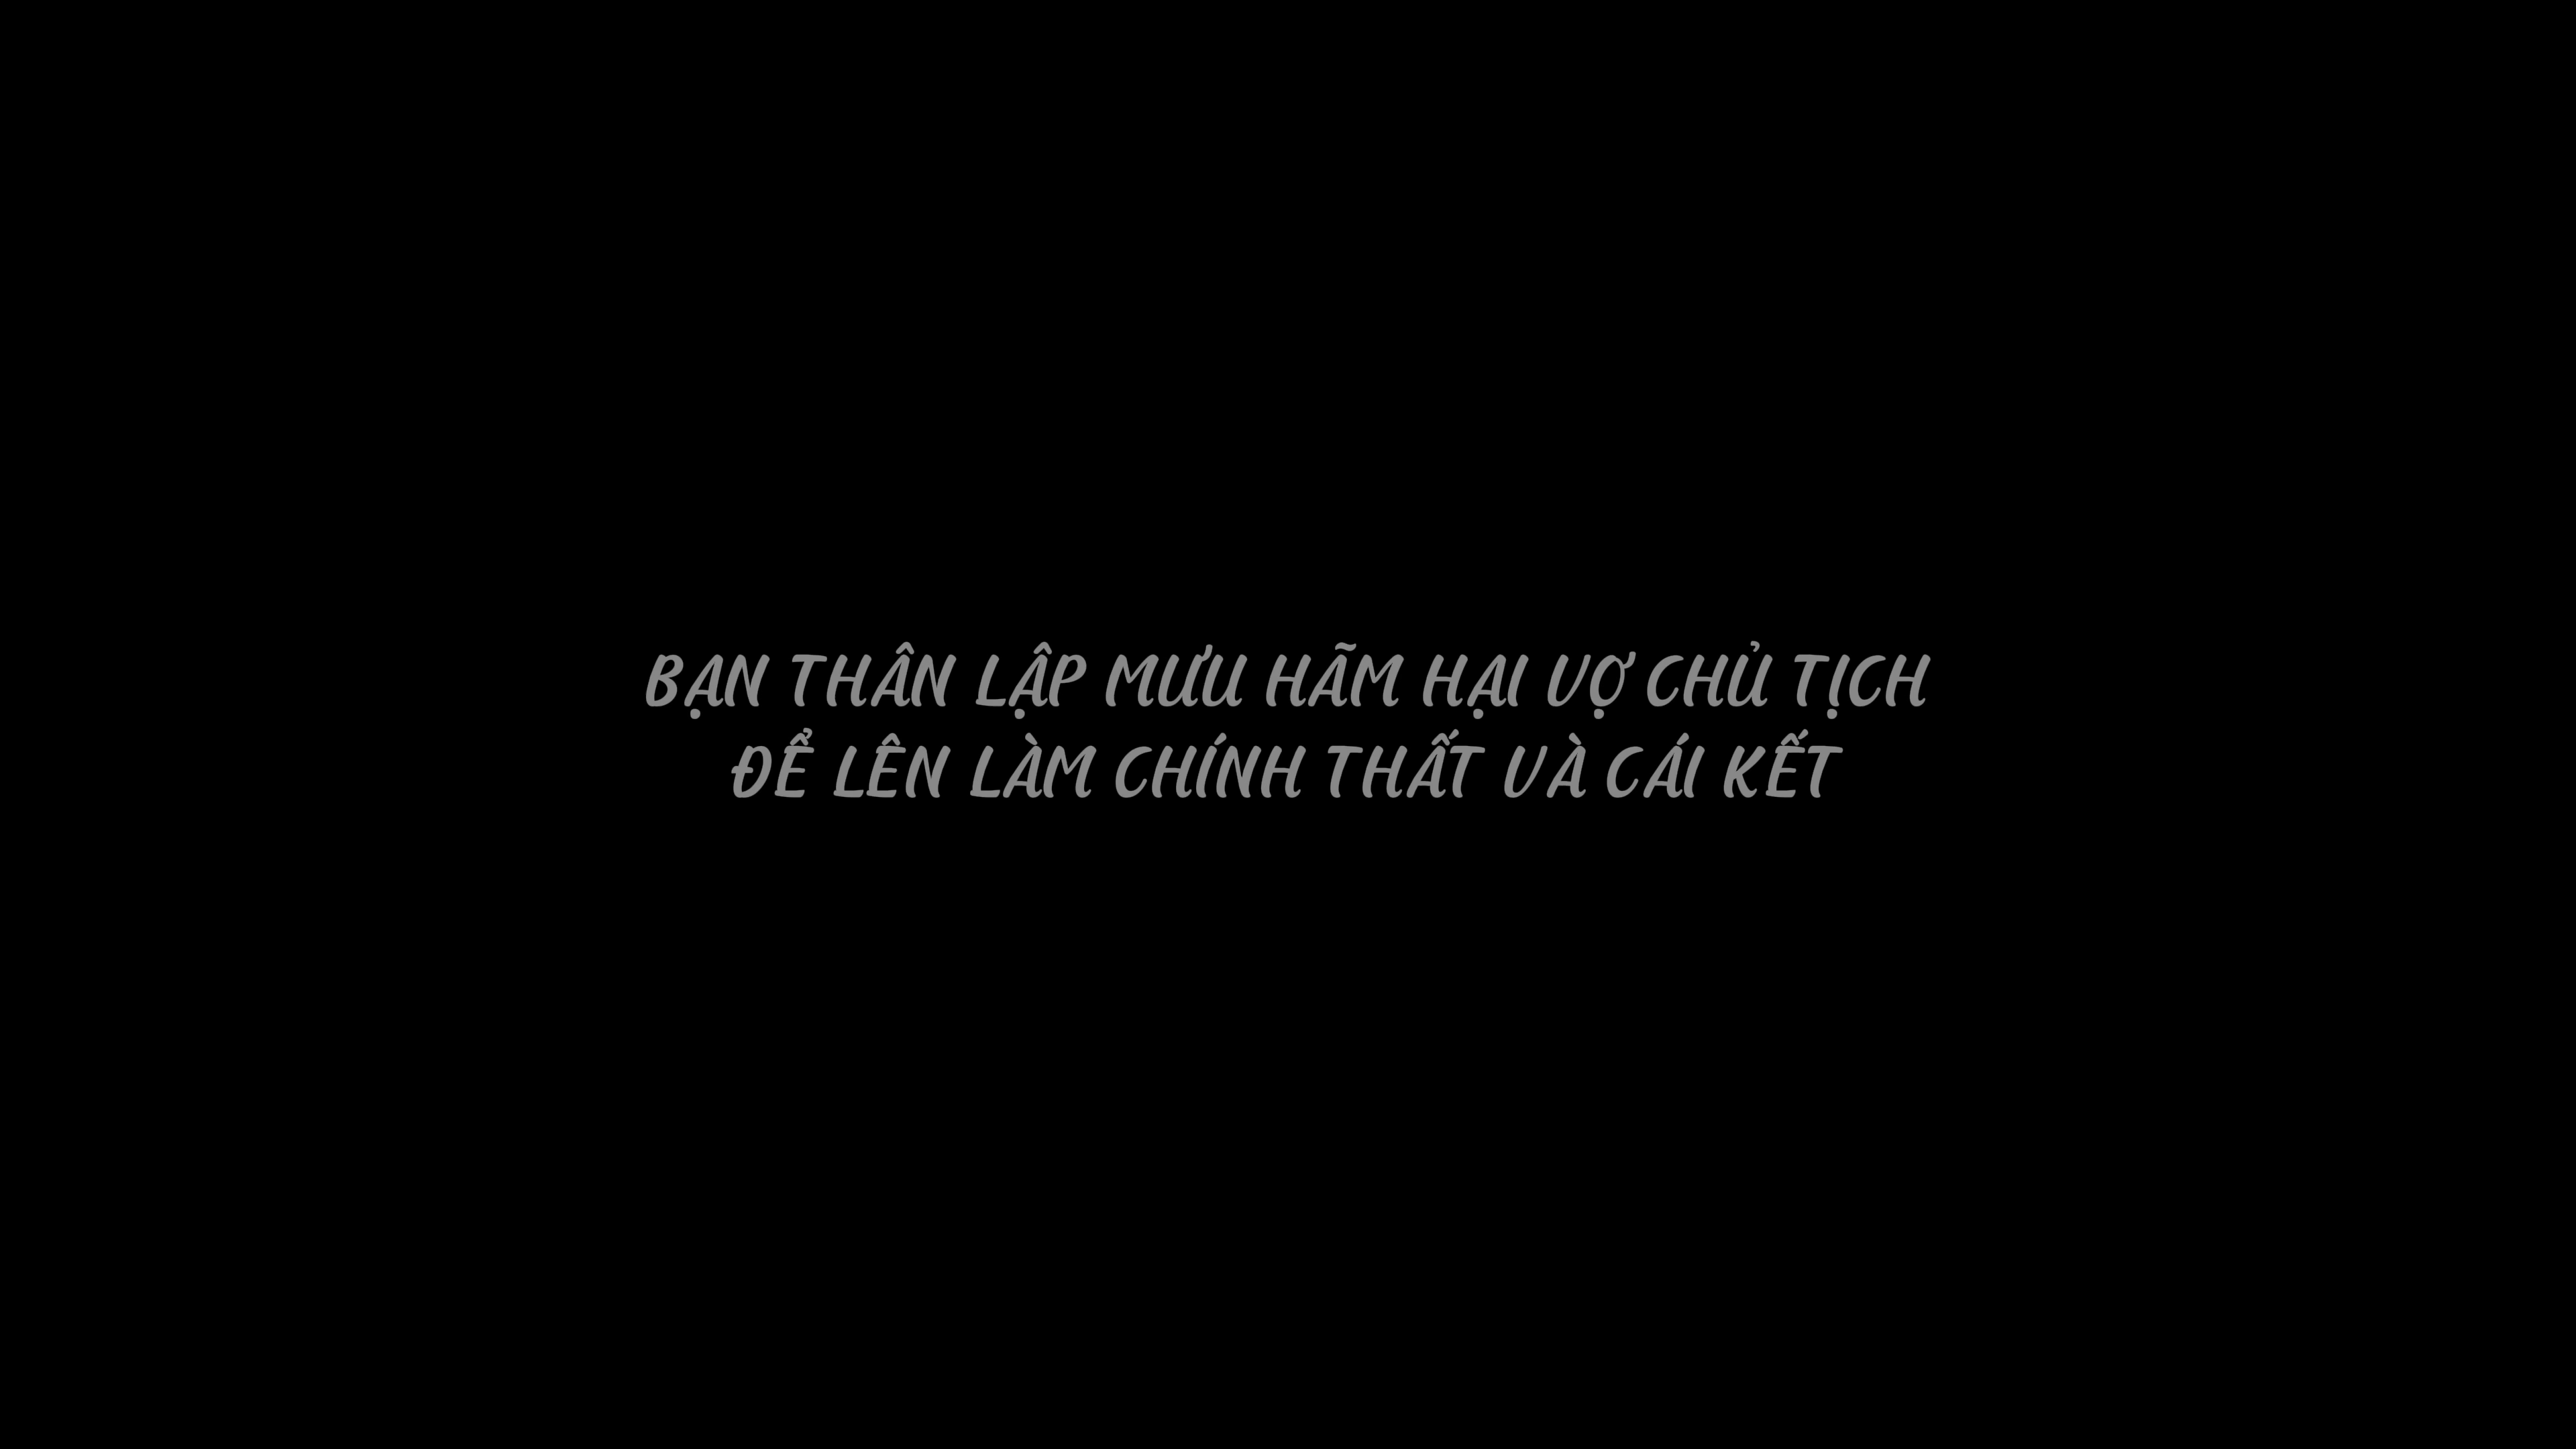 BẠN THÂN LẬP MƯU HÃM HẠI VỢ CHỦ TỊCH
ĐỂ LÊN LÀM CHÍNH THẤT VÀ CÁI KẾT